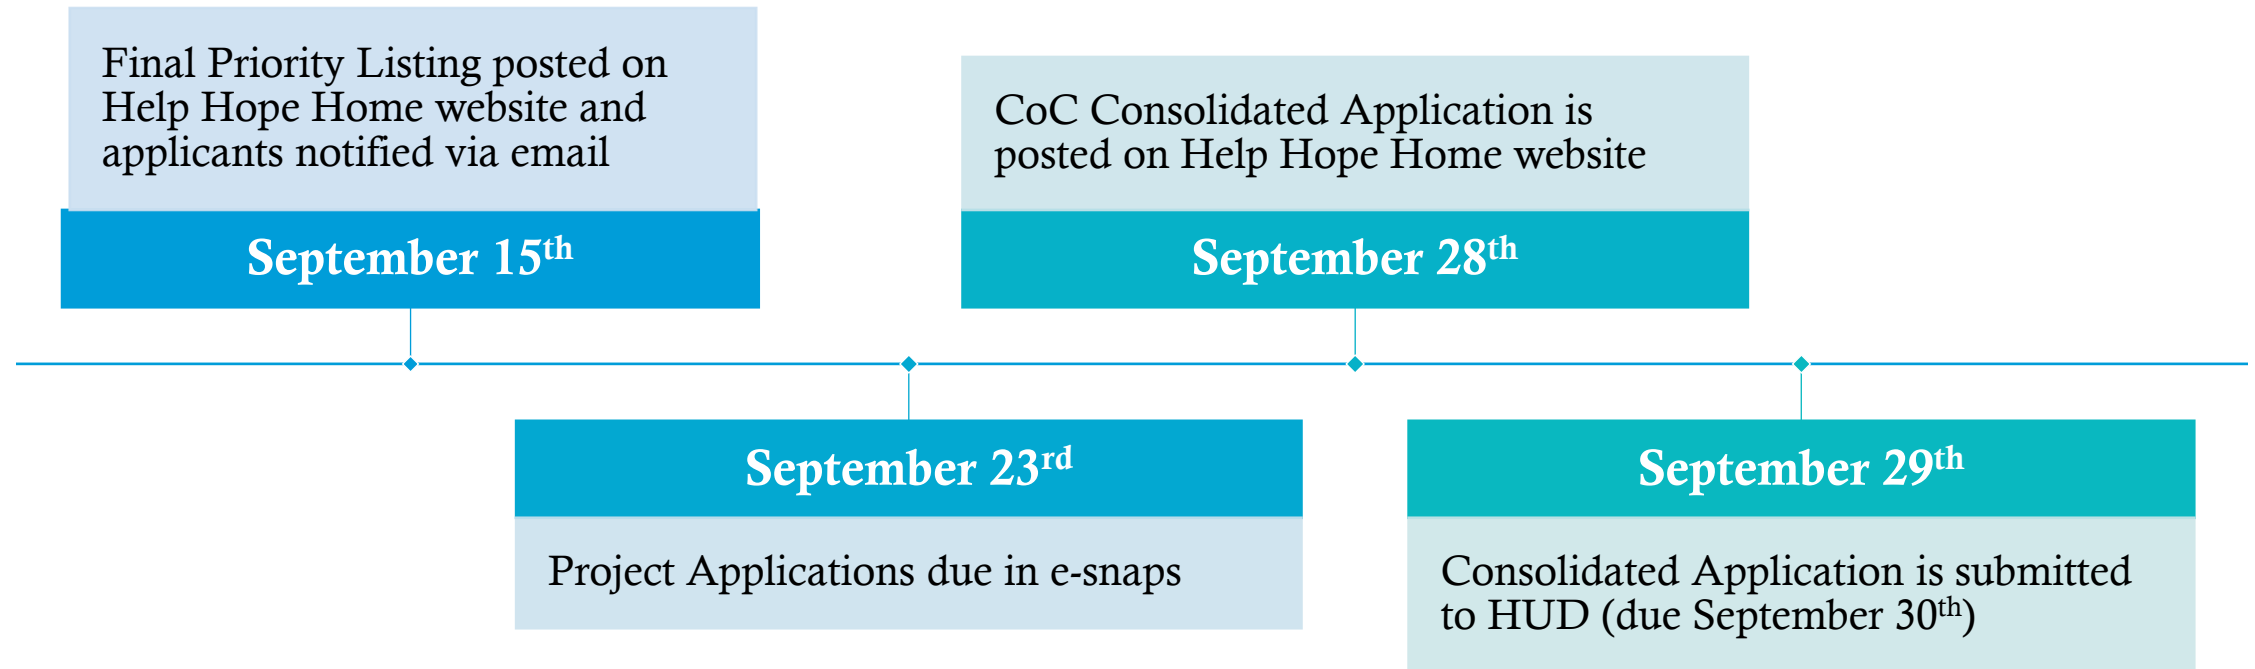 Final Priority Listing posted on
Help Hope Home website and
applicants notified via email
September 15th
Project Applications due in e-snaps
September 23rd
CoC Consolidated Application is
posted on Help Hope Home website
September 28th
September 29th
Consolidated Application is submitted
to HUD (due September 30th)